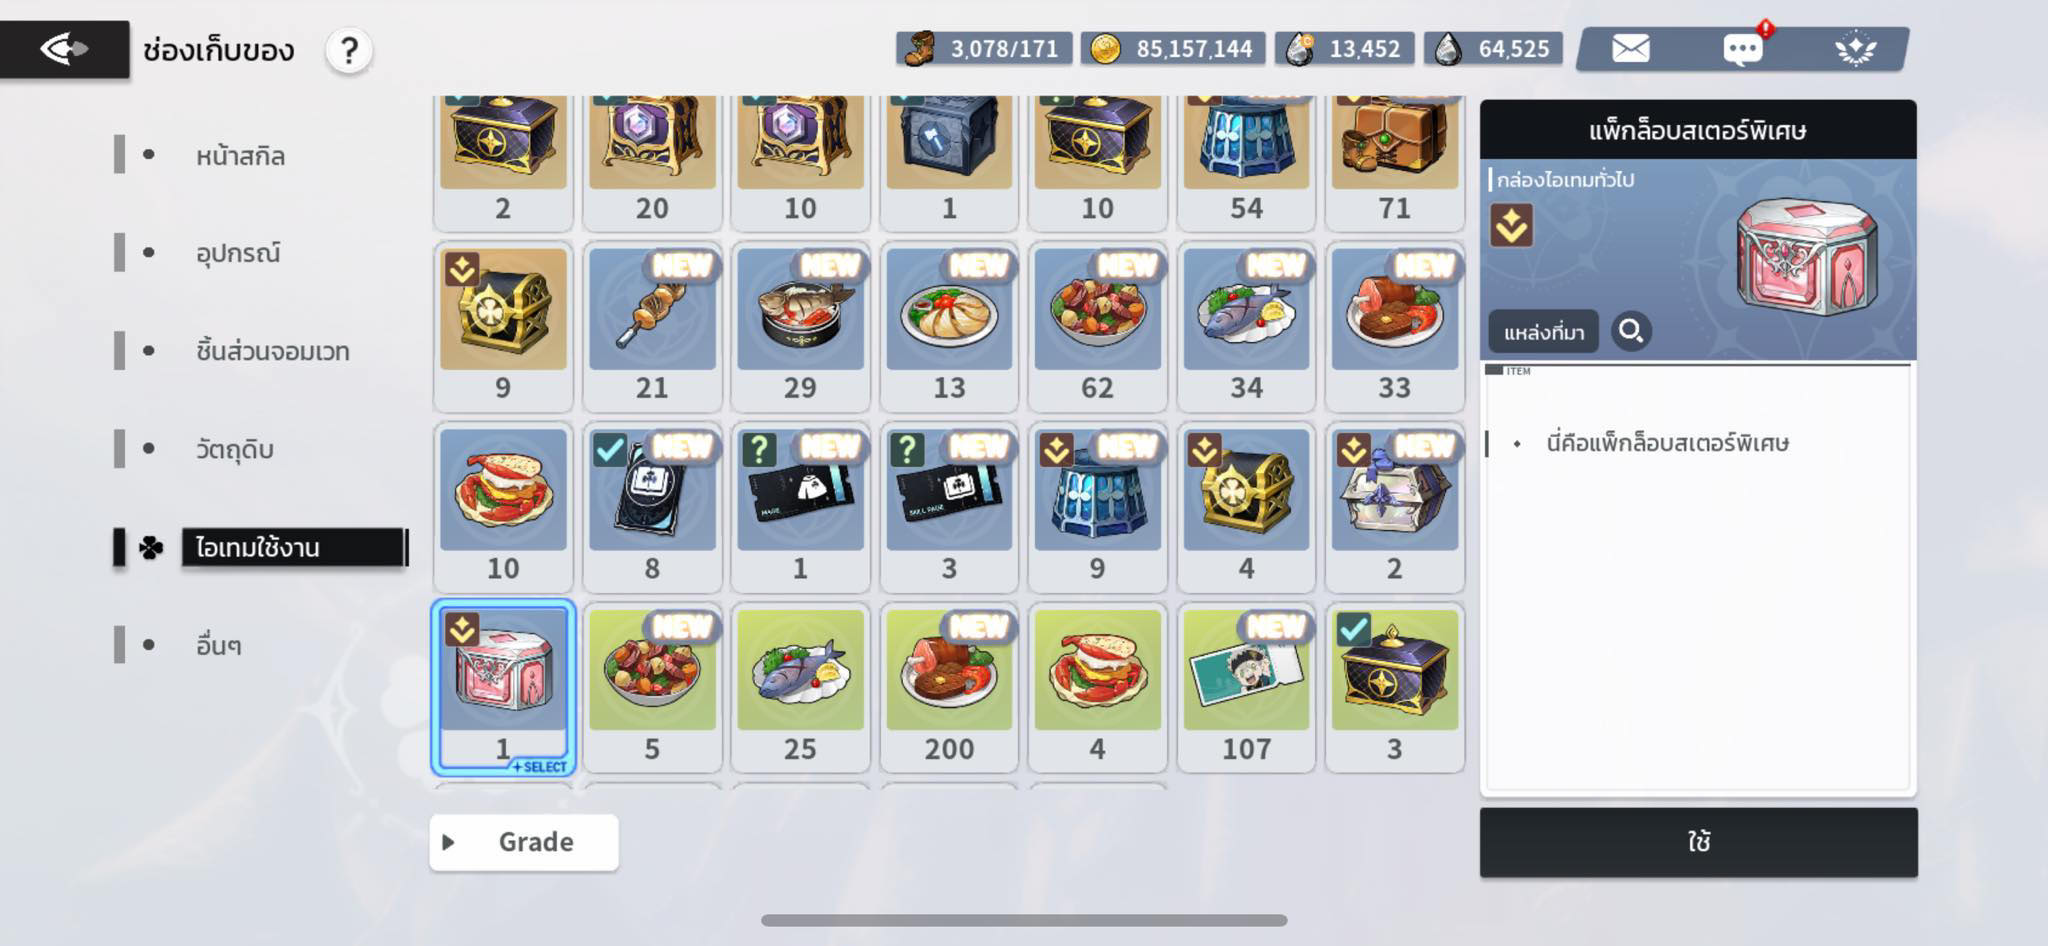 ช่องเก็บของ
?
3,078/171
85,157,144
13,452
64,525
หน้าสกิล
อุปกรณ์
ชิ้นส่วนจอมเวท
วัตถุดิบ
ไอเทมใช้งาน
อื่นๆ
2 20 10 1 10 54 71
NEW NEW NEW NEW NEW NEW
9 21 29 13 62 34 33
NEW ? NEW ? NEW NEW NEW
MAGE SKILL PAGE
10 8 1 3 9 4 2
NEW NEW NEW
1 5 25 200 4 107 3
+SELECT
Grade
แพ็กล็อบสเตอร์พิเศษ
กล่องไอเทมทั่วไป
แหล่งที่มา
ITEM
นี่คือแพ็กล็อบสเตอร์พิเศษ
ใช้